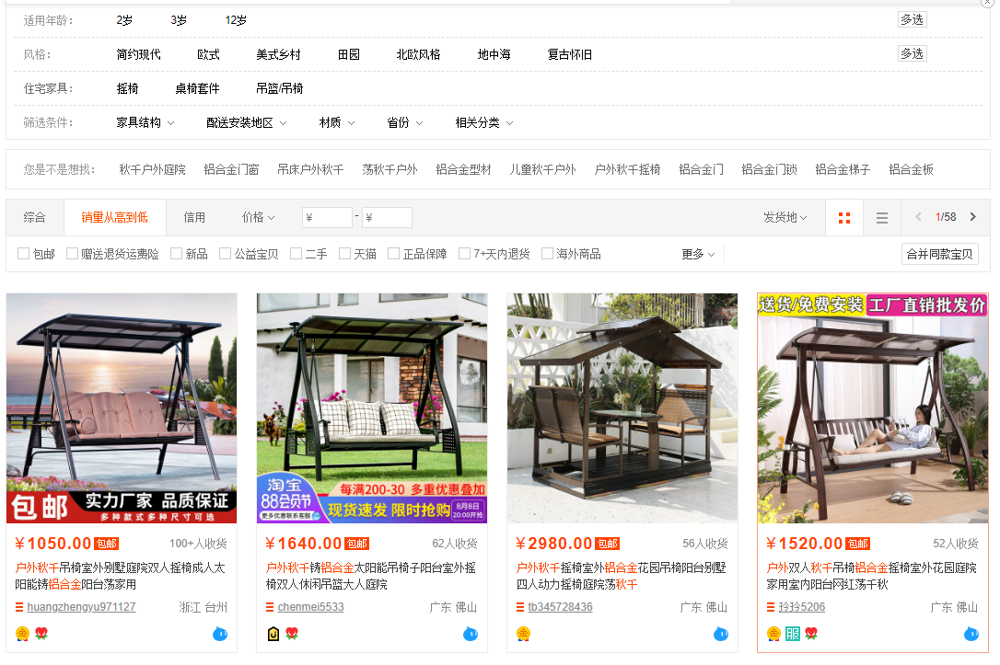 适用年龄： 2岁 3岁 12岁 多选
风格： 简约现代 欧式 美式乡村 田园 北欧风格 地中海 复古怀旧 多选
住宅家具： 摇椅 桌椅套件 吊篮/吊椅
筛选条件： 家具结构 配送安装地区 材质 省份 相关分类
您是不是想找： 秋千户外庭院 铝合金门窗 吊床户外秋千 荡秋千户外 铝合金型材 儿童秋千户外 户外秋千摇椅 铝合金门 铝合金门锁 铝合金梯子 铝合金板
综合 销量从高到低 信用 价格 ¥ - ¥ 发货地 1/58
包邮 赠送退货运费险 新品 公益宝贝 二手 天猫 正品保障 7+天内退货 海外商品 更多 合并同款宝贝
包邮 实力厂家 品质保证
多种款式多种尺寸可选
¥1050.00 包邮 100+人收货
户外秋千吊椅室外别墅庭院双人摇椅成人太
阳能铸铝合金阳台荡家用
huangzhengyu971127 浙江 台州
淘宝
88会员节
更多优惠联系客服
每满200-30 多重优惠叠加
现货速发 限时抢购
8月8日
20:00开抢
¥1640.00 包邮 62人收货
户外秋千铸铝合金太阳能吊椅子阳台室外摇
椅双人休闲吊篮大人庭院
chenmei5533 广东 佛山
¥2980.00 包邮 56人收货
户外秋千摇椅室外铝合金花园吊椅阳台别墅
四人动力摇椅庭院荡秋千
tb345728436 广东 佛山
送货/免费安装 工厂直销批发价
¥1520.00 包邮 52人收货
户外双人秋千吊椅铝合金摇椅室外花园庭院
家用室内阳台网红荡千秋
玲玲5206 广东 佛山
金
金
金 服